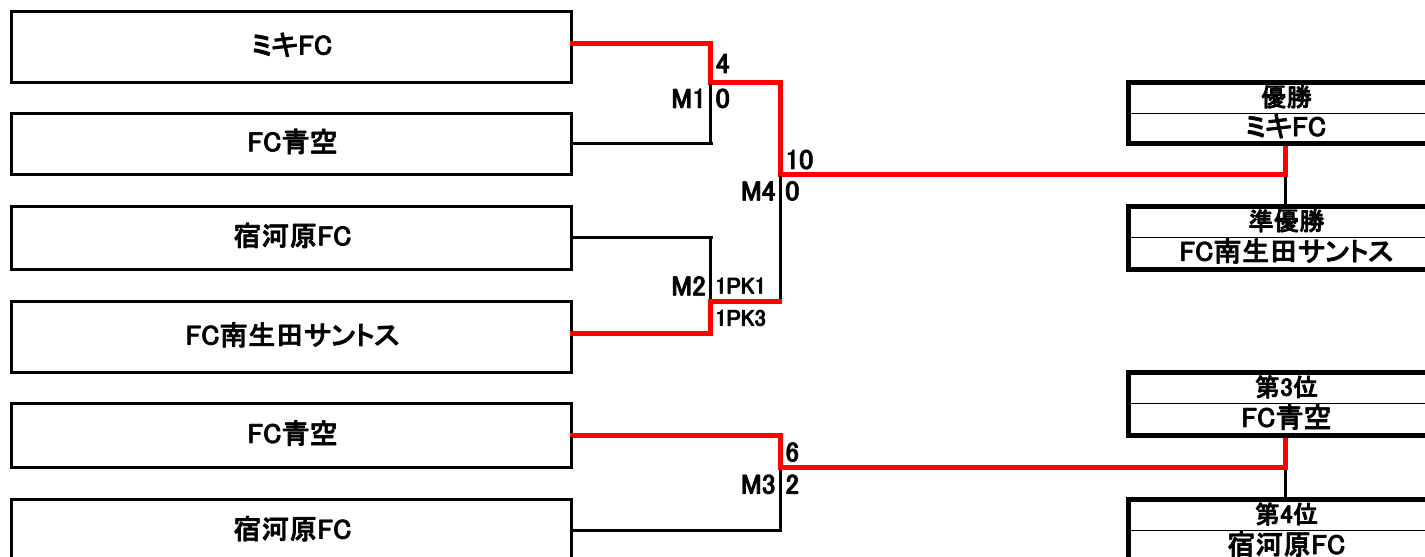 ミキFC
4
M1 0
FC青空
10
M4 0
宿河原FC
M2 1PK1
1PK3
FC南生田サントス
優勝
ミキFC
準優勝
FC南生田サントス
FC青空
6
M3 2
宿河原FC
第3位
FC青空
第4位
宿河原FC